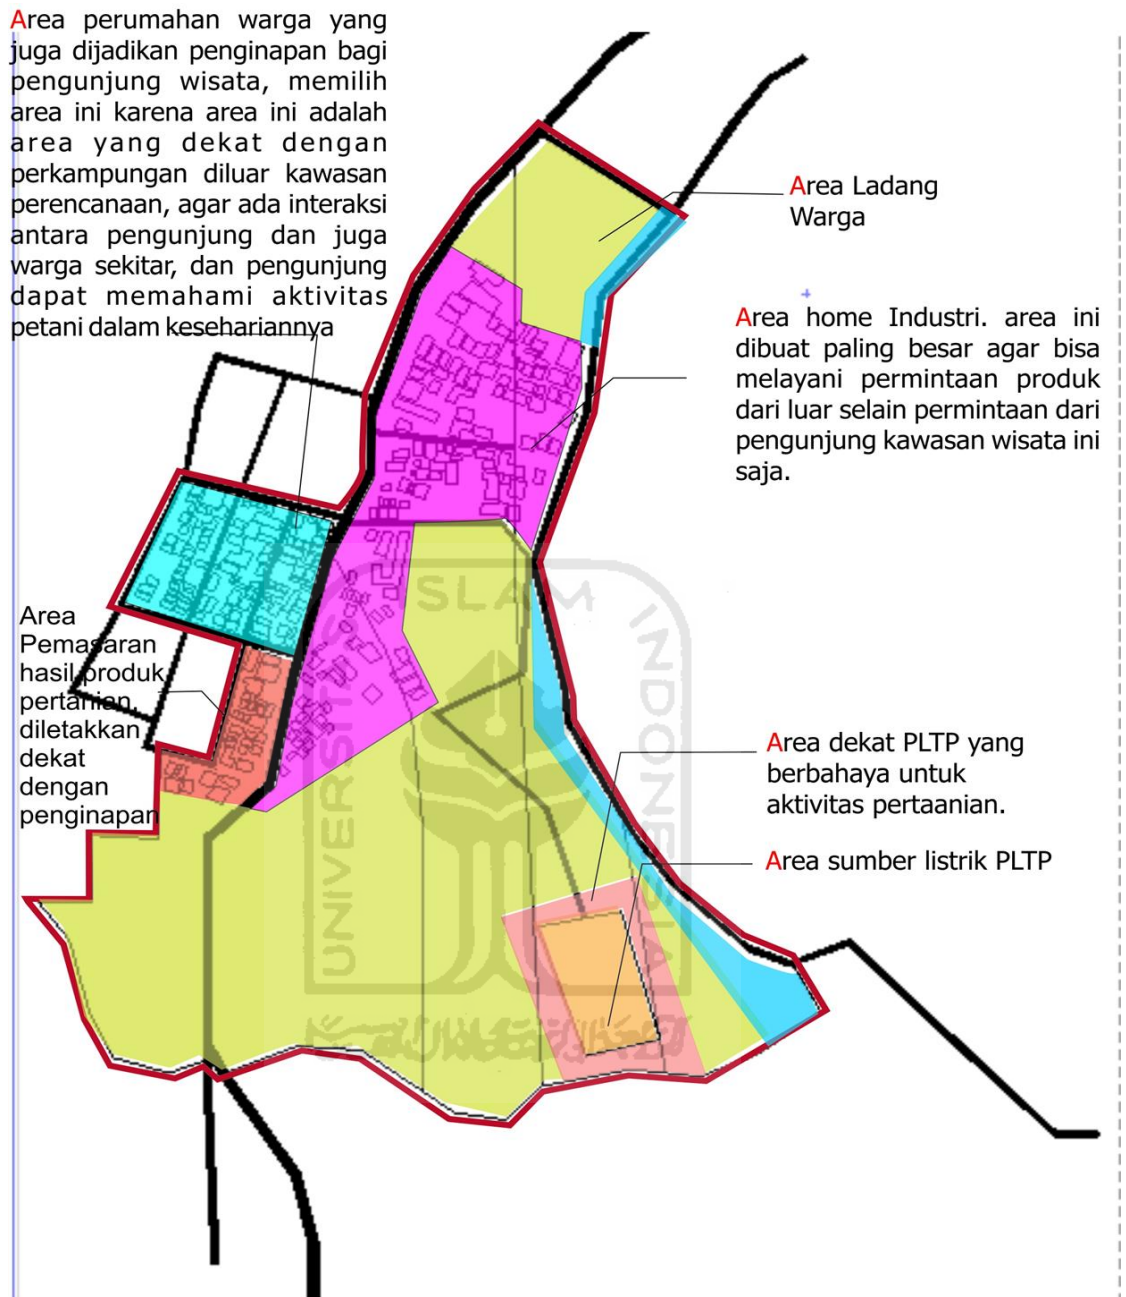 Area perumahan warga yang
juga dijadikan penginapan bagi
pengunjung wisata, memilih
area ini karena area ini adalah
area yang dekat dengan
perkampungan diluar kawasan
perencanaan, agar ada interaksi
antara pengunjung dan juga
warga sekitar, dan pengunjung
dapat memahami aktivitas
petani dalam kesehariannya
Area Ladang
Warga
Area home Industri. area ini
dibuat paling besar agar bisa
melayani permintaan produk
dari luar selain permintaan dari
pengunjung kawasan wisata ini
saja.
Area
Pemasaran
hasil produk
pertanian,
diletakkan
dekat
dengan
penginapan
Area dekat PLTP yang
berbahaya untuk
aktivitas pertaanian.
Area sumber listrik PLTP
UNIVERSITAS
ISLAM
INDONESIA